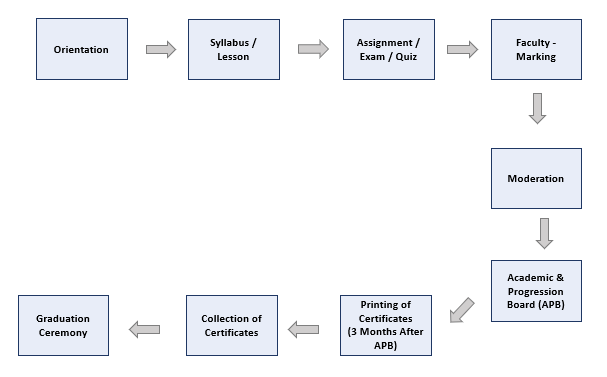 Orientation
Syllabus /
Lesson
Assignment /
Exam / Quiz
Faculty -
Marking
Moderation
Academic &
Progression
Board (APB)
Printing of
Certificates
(3 Months After
APB)
Collection of
Certificates
Graduation
Ceremony